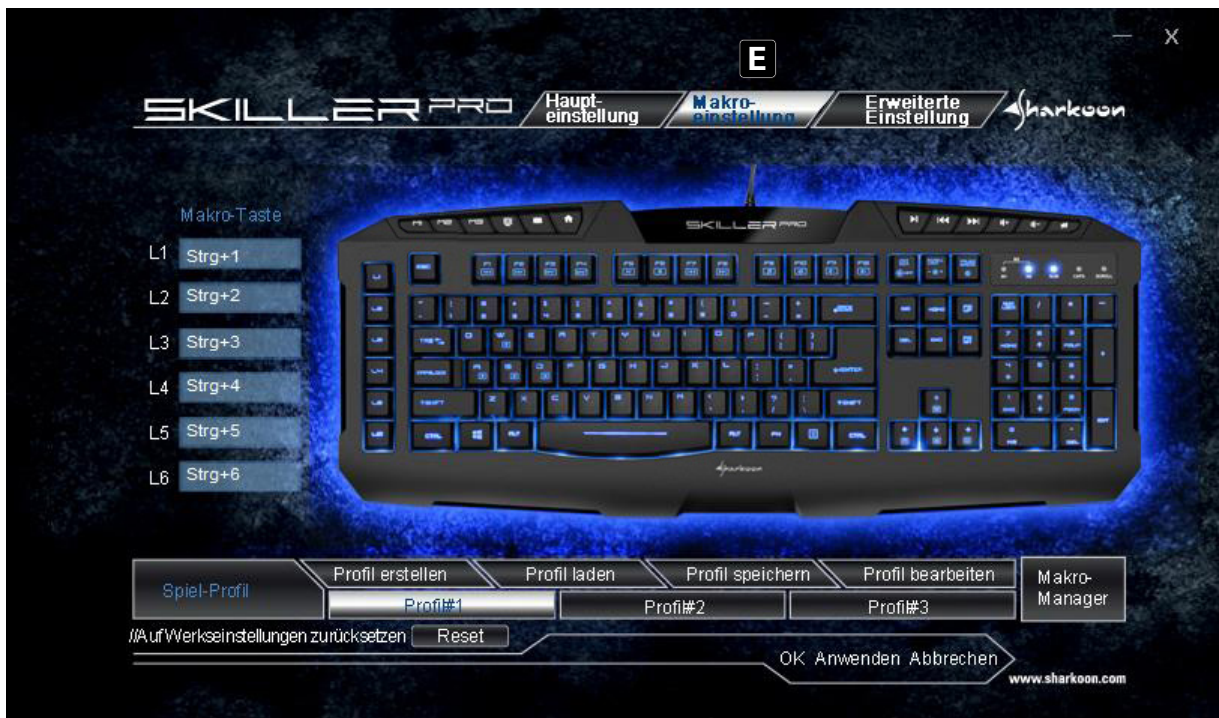 E
X
SKILLER PRO
Haupt-
einstellung
Makro-
einstellung
Erweiterte
Einstellung
Sharkoon
Makro-Taste
SKILLER PRO
L1 Strg+1
L2 Strg+2
L3 Strg+3
L4 Strg+4
L5 Strg+5
L6 Strg+6
Sharkoon
Spiel-Profil
Profil erstellen
Profil laden
Profil speichern
Profil bearbeiten
Makro-
Manager
Profil#1
Profil#2
Profil#3
//Auf Werkseinstellungen zurücksetzen Reset
OK Anwenden Abbrechen
www.sharkoon.com